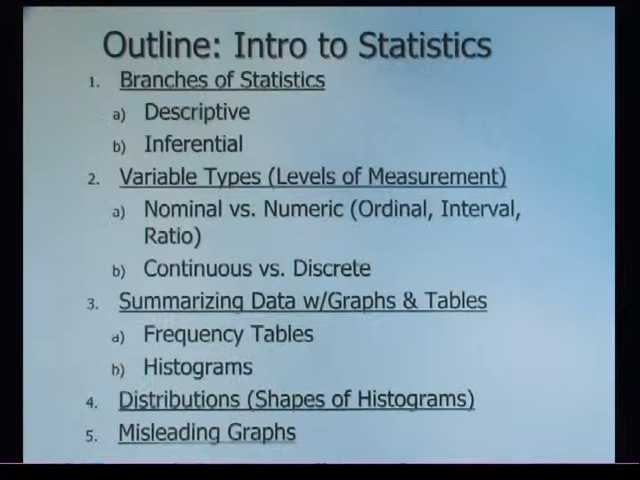 Outline: Intro to Statistics
1. Branches of Statistics
a) Descriptive
b) Inferential
2. Variable Types (Levels of Measurement)
a) Nominal vs. Numeric (Ordinal, Interval,
Ratio)
b) Continuous vs. Discrete
3. Summarizing Data w/Graphs & Tables
a) Frequency Tables
b) Histograms
4. Distributions (Shapes of Histograms)
5. Misleading Graphs